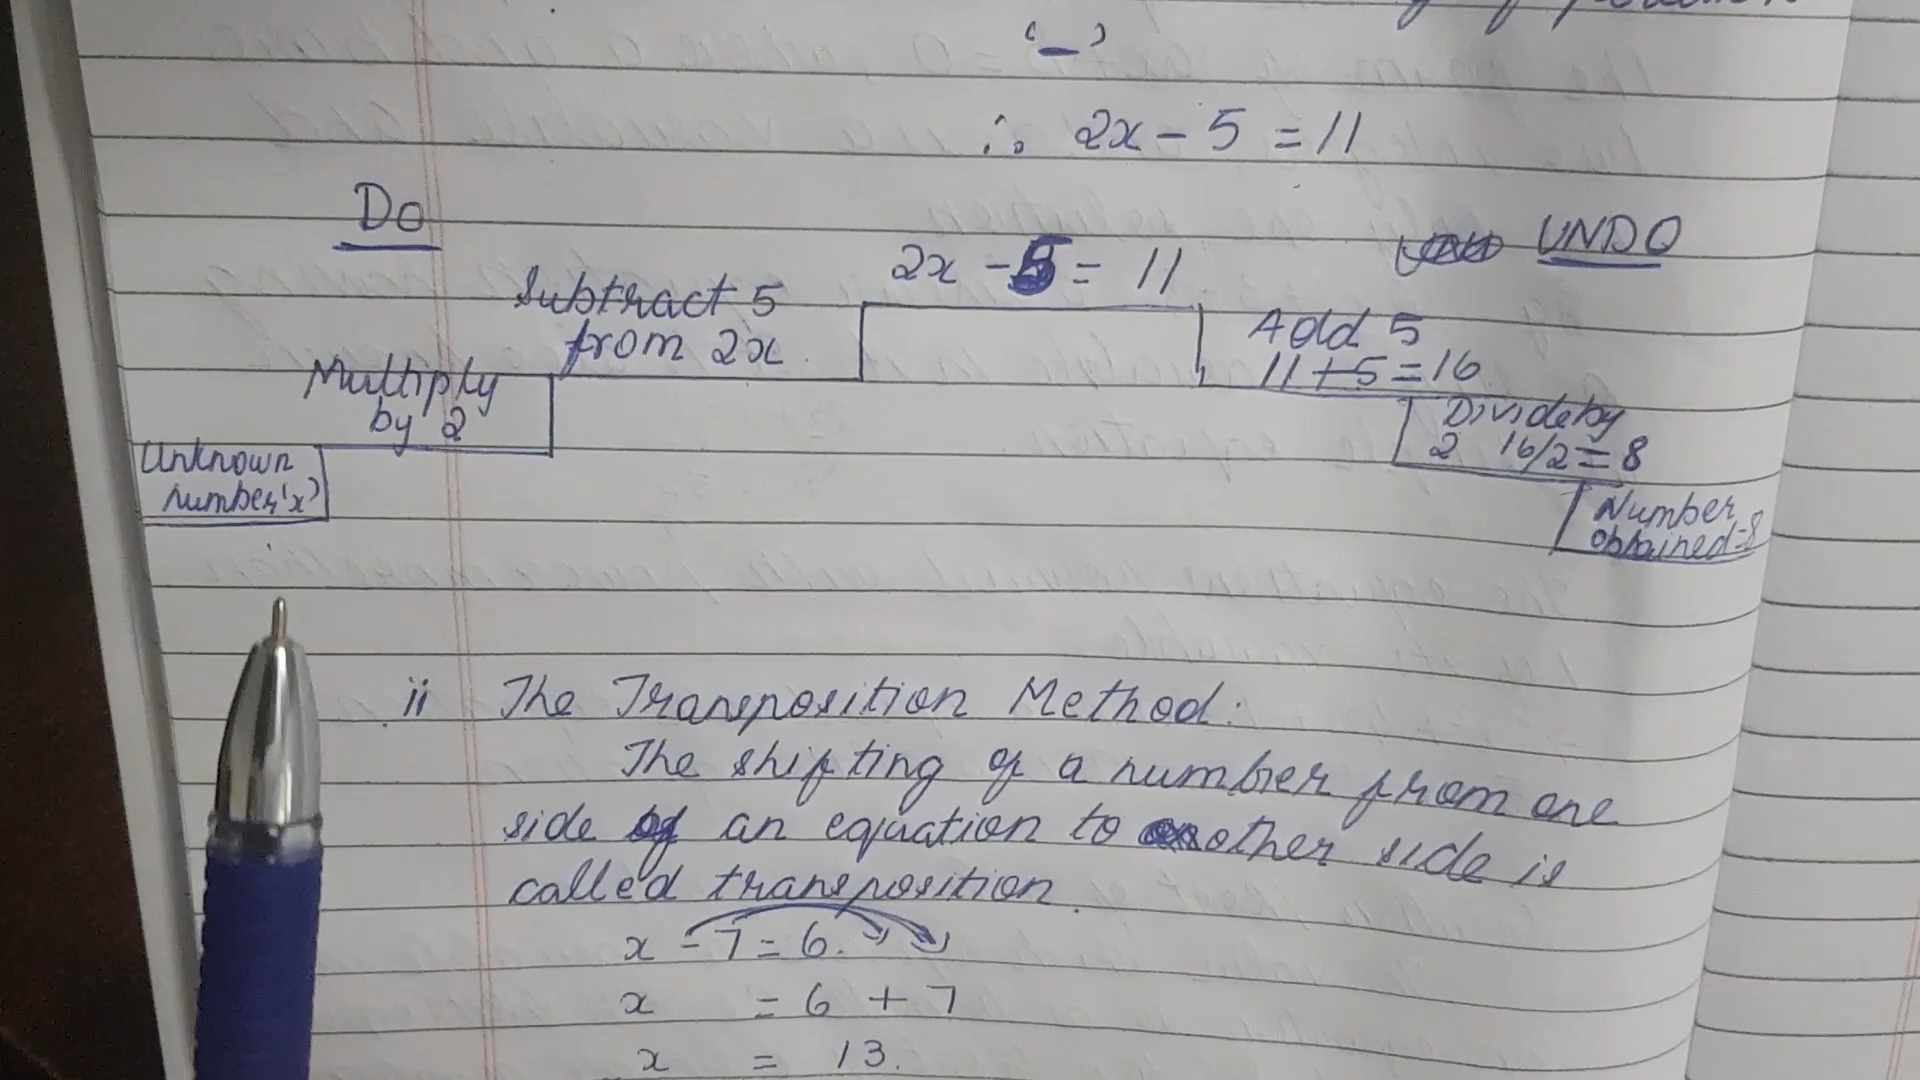 ‘–’
∴ 2x - 5 = 11
Do
UNDO
2x - 5 = 11
Subtract 5
from 2x
Multiply
by 2
Unknown
number 'x'
Add 5
11 + 5 = 16
Divide by
2 16/2 = 8
Number
obtained = 8
ii The Transposition Method:
The shifting of a number from one
side of an equation to other side is
called transposition.
x - 7 = 6.
x = 6 + 7
x = 13.